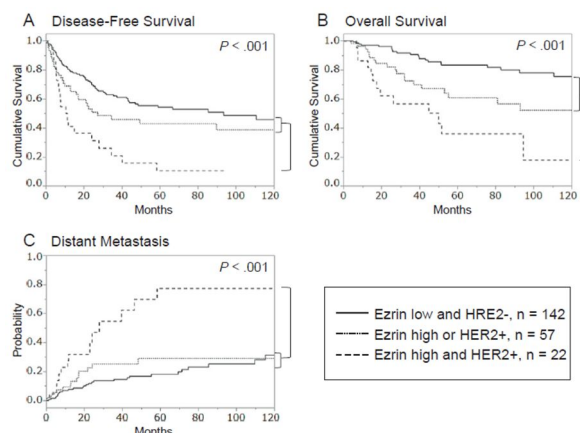 A Disease-Free Survival
P < .001
Cumulative Survival
1.0
0.8
0.6
0.4
0.2
0.0
0 20 40 60 80 100 120
Months
B Overall Survival
P < .001
Cumulative Survival
1.0
0.8
0.6
0.4
0.2
0.0
0 20 40 60 80 100 120
Months
C Distant Metastasis
P < .001
Probability
1.0
0.8
0.6
0.4
0.2
0.0
0 20 40 60 80 100 120
Months
Ezrin low and HRE2-, n = 142
Ezrin high or HER2+, n = 57
Ezrin high and HER2+, n = 22